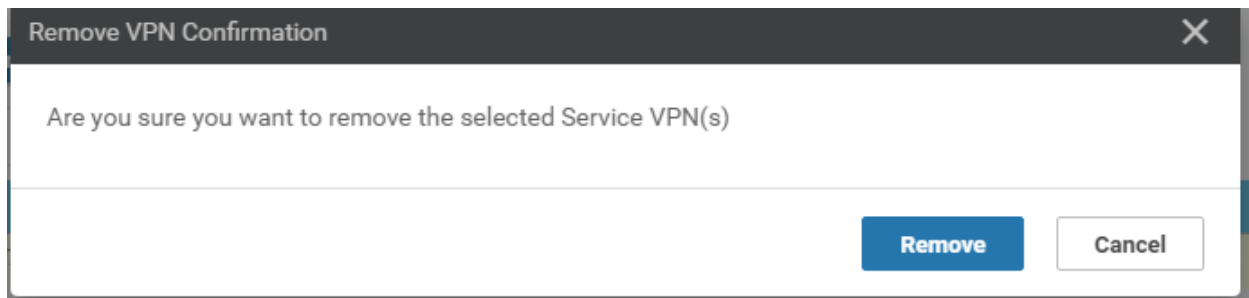 Remove VPN Confirmation
Are you sure you want to remove the selected Service VPN(s)
Remove
Cancel